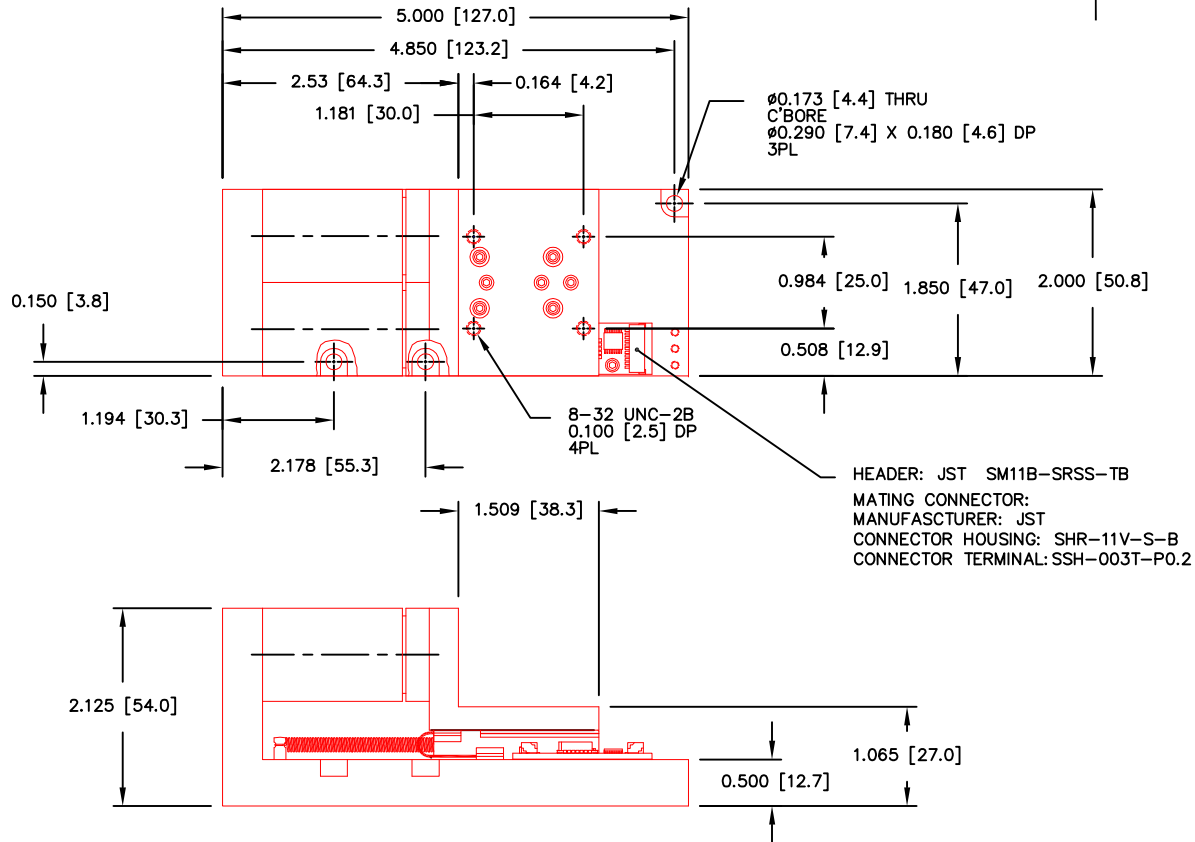 5.000 [127.0]
4.850 [123.2]
2.53 [64.3]
0.164 [4.2]
1.181 [30.0]
ø0.173 [4.4] THRU
C'BORE
ø0.290 [7.4] X 0.180 [4.6] DP
3PL
0.984 [25.0]
1.850 [47.0]
2.000 [50.8]
0.150 [3.8]
0.508 [12.9]
1.194 [30.3]
2.178 [55.3]
8-32 UNC-2B
0.100 [2.5] DP
4PL
HEADER: JST SM11B-SRSS-TB
MATING CONNECTOR:
MANUFASCTURER: JST
CONNECTOR HOUSING: SHR-11V-S-B
CONNECTOR TERMINAL: SSH-003T-P0.2
1.509 [38.3]
2.125 [54.0]
1.065 [27.0]
0.500 [12.7]